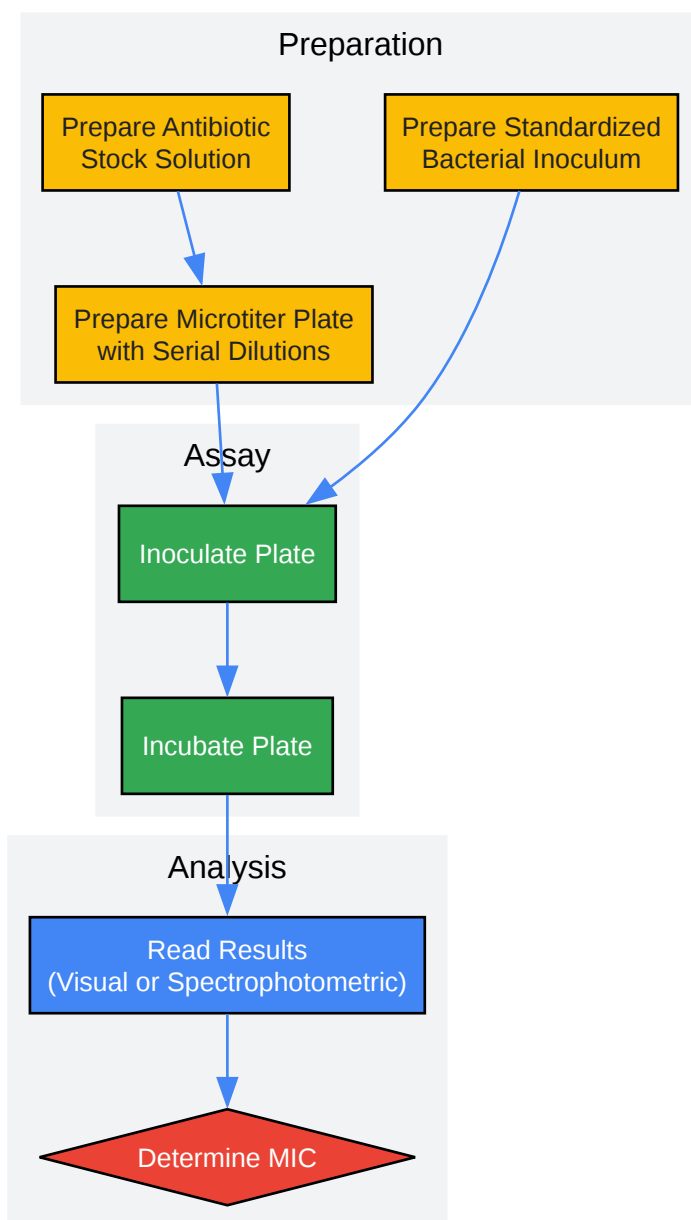 Preparation
Prepare Antibiotic
Stock Solution
Prepare Standardized
Bacterial Inoculum
Prepare Microtiter Plate
with Serial Dilutions
Assay
Inoculate Plate
Incubate Plate
Analysis
Read Results
(Visual or Spectrophotometric)
Determine MIC